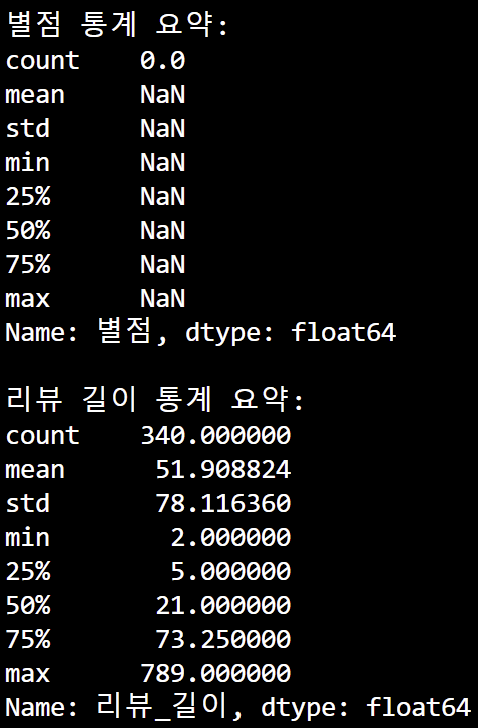 별점 통계 요약:
count    0.0
mean     NaN
std      NaN
min      NaN
25%      NaN
50%      NaN
75%      NaN
max      NaN
Name: 별점, dtype: float64

리뷰 길이 통계 요약:
count    340.000000
mean      51.908824
std       78.116360
min        2.000000
25%        5.000000
50%       21.000000
75%       73.250000
max      789.000000
Name: 리뷰_길이, dtype: float64